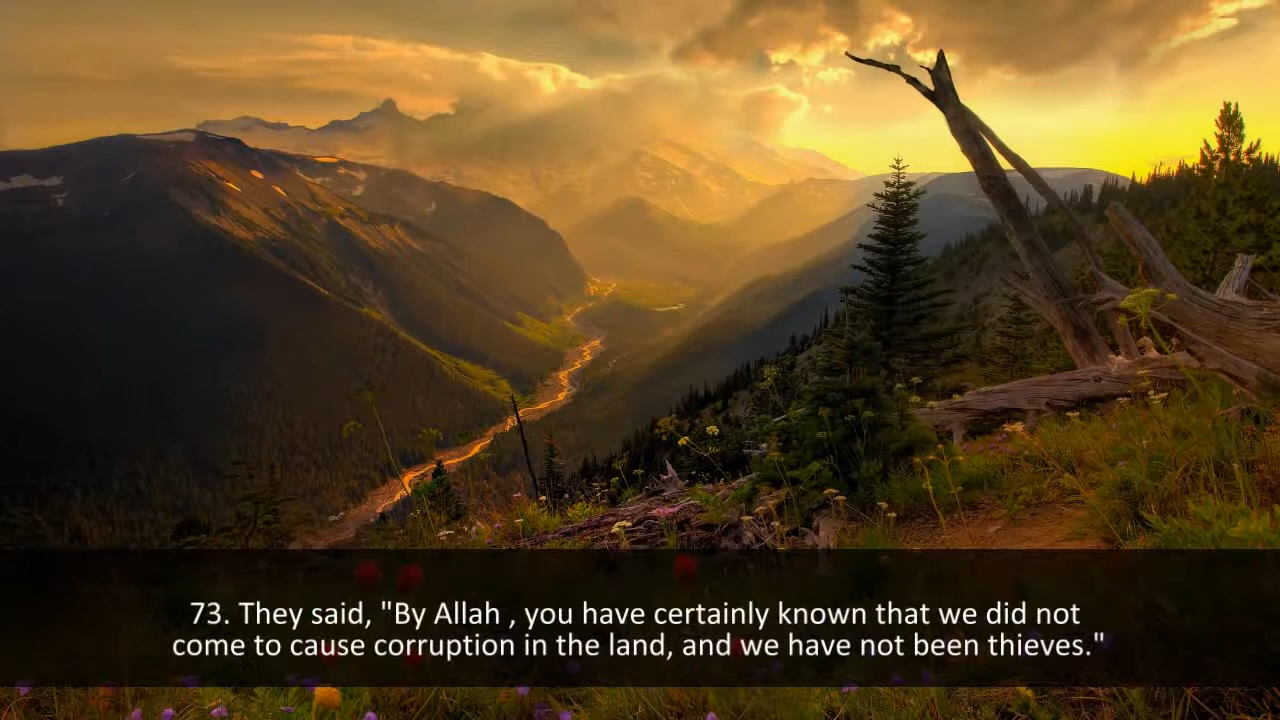 73. They said, "By Allah , you have certainly known that we did not
come to cause corruption in the land, and we have not been thieves."